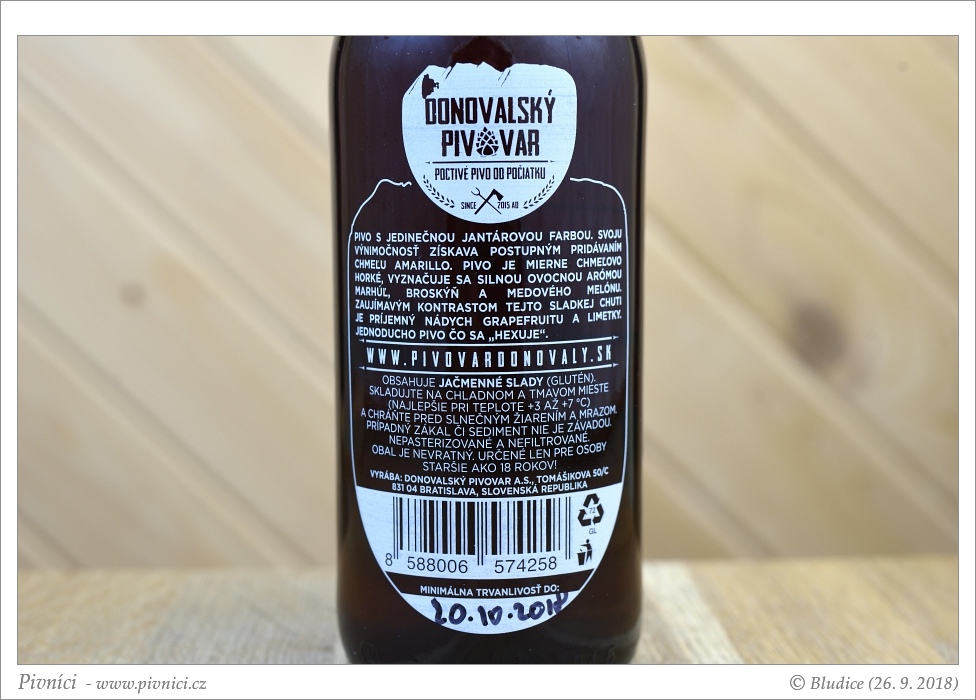 DONOVALSKÝ
PIVOVAR
POCTIVÉ PIVO OD POČIATKU
SINCE 2015 AD
PIVO S JEDINEČNOU JANTÁROVOU FARBOU. SVOJU
VÝNIMOČNOSŤ ZÍSKAVA POSTUPNÝM PRIDÁVANÍM
CHMEĽU AMARILLO. PIVO JE MIERNE CHMEĽOVO
HORKÉ, VYZNAČUJE SA SILNOU OVOCNOU ARÓMOU
MARHÚĽ, BROSKÝŇ A MEDOVÉHO MELÓNU.
ZAUJÍMAVÝM KONTRASTOM TEJTO SLADKEJ CHUTI
JE PRÍJEMNÝ NÁDYCH GRAPEFRUITU A LIMETKY.
JEDNODUCHO PIVO ČO SA „HEXUJE“.
WWW.PIVOVARDONOVALY.SK
OBSAHUJE JAČMENNÉ SLADY (GLUTÉN).
SKLADUJTE NA CHLADNOM A TMAVOM MIESTE
(NAJLEPŠIE PRI TEPLOTE +3 AŽ +7 °C)
A CHRÁŇTE PRED SLNEČNÝM ŽIARENÍM A MRAZOM.
PRÍPADNÝ ZÁKAL ČI SEDIMENT NIE JE ZÁVADOU.
NEPASTERIZOVANÉ A NEFILTROVANÉ.
OBAL JE NEVRATNÝ. URČENÉ LEN PRE OSOBY
STARŠIE AKO 18 ROKOV!
VYRÁBA: DONOVALSKÝ PIVOVAR A.S., TOMÁŠIKOVA 50/C
831 04 BRATISLAVA, SLOVENSKÁ REPUBLIKA
72
GL
8 588006 574258
MINIMÁLNA TRVANLIVOSŤ DO:
20.10.2018
Pivníci - www.pivnici.cz
© Bludice (26. 9. 2018)